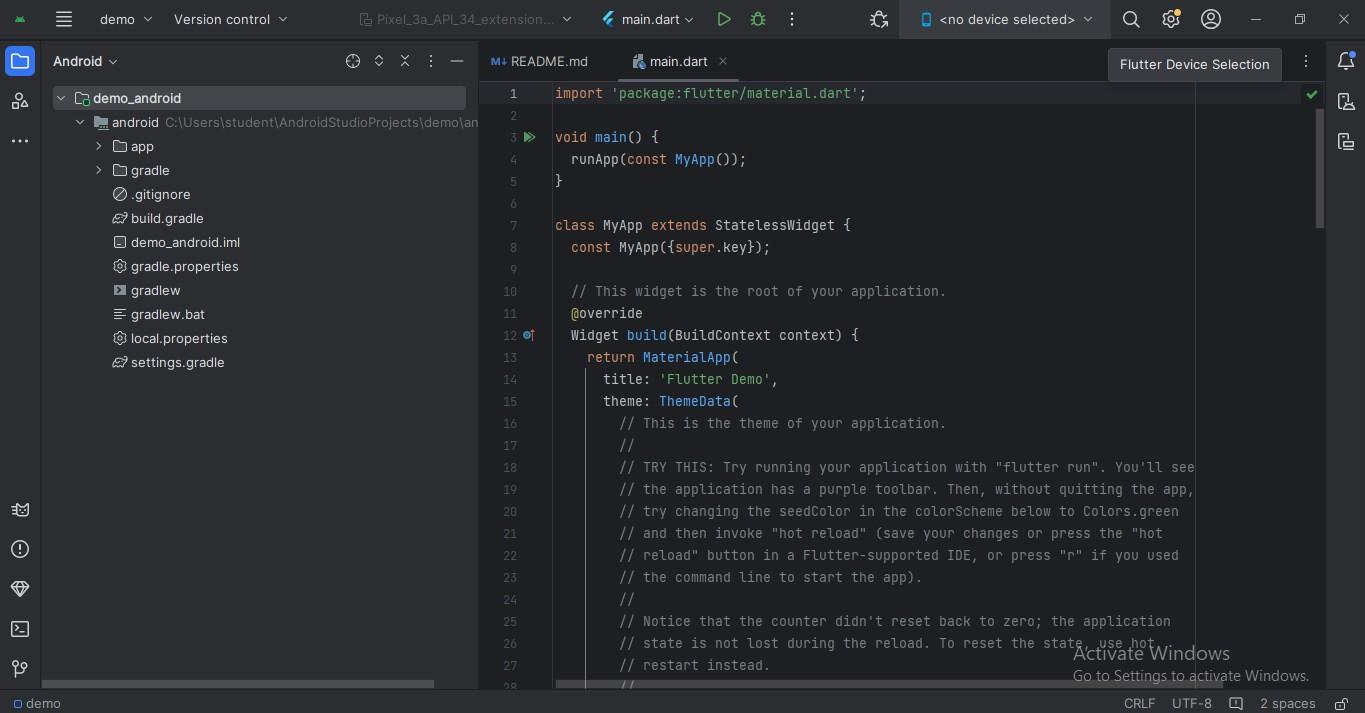 demo
Version control
Pixel_3a_API_34_extension...
main.dart
<no device selected>
Android
README.md
main.dart
Flutter Device Selection
demo_android
android C:\Users\student\AndroidStudioProjects\demo\an
app
gradle
.gitignore
build.gradle
demo_android.iml
gradle.properties
gradlew
gradlew.bat
local.properties
settings.gradle
1 import 'package:flutter/material.dart';
2
3 void main() {
4 runApp(const MyApp());
5 }
6
7 class MyApp extends StatelessWidget {
8 const MyApp({super.key});
9
10 // This widget is the root of your application.
11 @override
12 Widget build(BuildContext context) {
13 return MaterialApp(
14 title: 'Flutter Demo',
15 theme: ThemeData(
16 // This is the theme of your application.
17 //
18 // TRY THIS: Try running your application with "flutter run". You'll see
19 // the application has a purple toolbar. Then, without quitting the app,
20 // try changing the seedColor in the colorScheme below to Colors.green
21 // and then invoke "hot reload" (save your changes or press the "hot
22 // reload" button in a Flutter-supported IDE, or press "r" if you used
23 // the command line to start the app).
24 //
25 // Notice that the counter didn't reset back to zero; the application
26 // state is not lost during the reload. To reset the state, use hot
27 // restart instead.
28 //
Activate Windows
Go to Settings to activate Windows.
demo
CRLF UTF-8 2 spaces